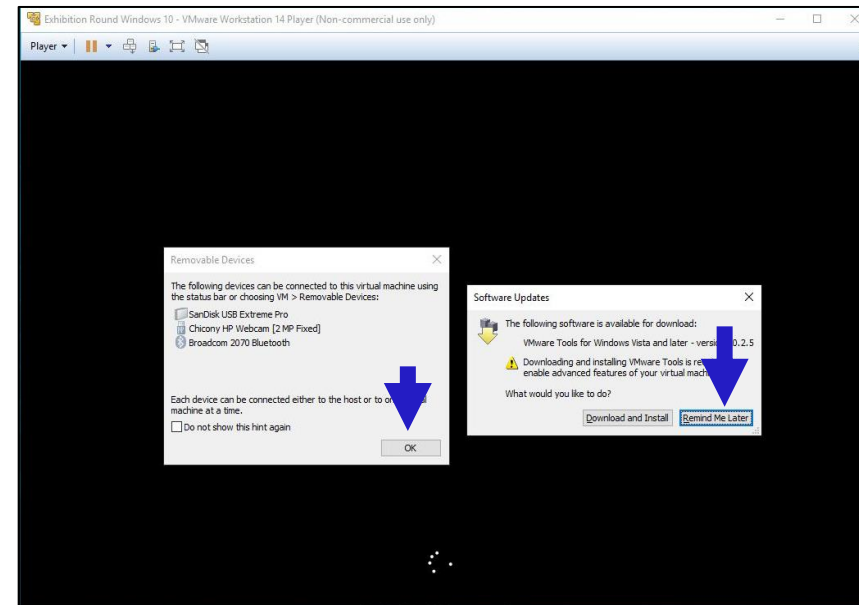 Exhibition Round Windows 10 - VMware Workstation 14 Player (Non-commercial use only)
Player
Removable Devices
The following devices can be connected to this virtual machine using
the status bar or choosing VM > Removable Devices:
SanDisk USB Extreme Pro
Chicony HP Webcam [2 MP Fixed]
Broadcom 2070 Bluetooth
Each device can be connected either to the host or to
machine at a time.
Do not show this hint again
OK
Software Updates
The following software is available for download:
VMware Tools for Windows Vista and later - 0.2.5
Downloading and installing VMware Tools is
enable advanced features of your virtual
What would you like to do?
Download and Install
Remind Me Later